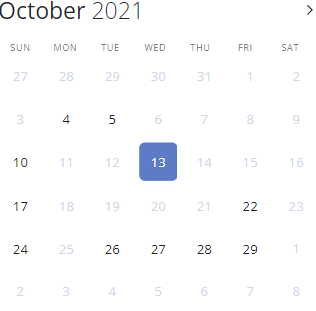 October 2021
SUN MON TUE WED THU FRI SAT
27 28 29 30 31 1 2
3 4 5 6 7 8 9
10 11 12 13 14 15 16
17 18 19 20 21 22 23
24 25 26 27 28 29 1
2 3 4 5 6 7 8